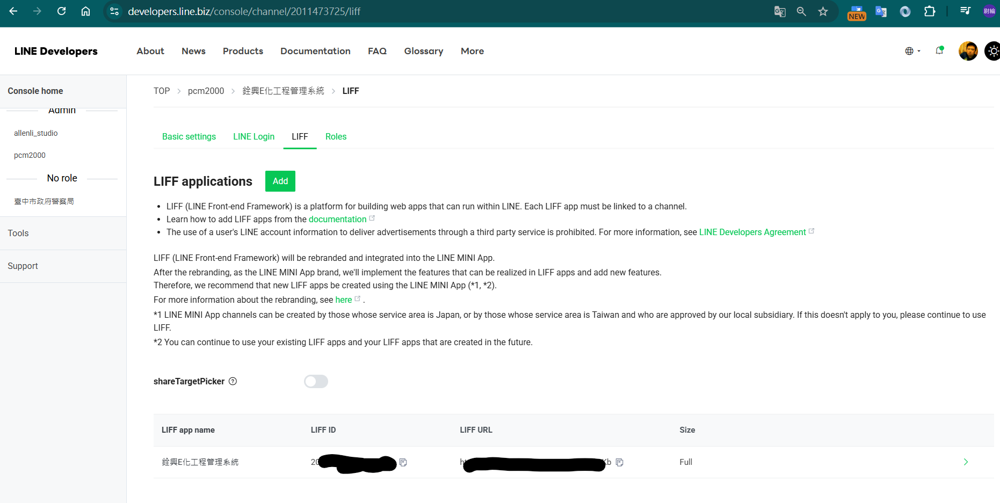 developers.line.biz/console/channel/2011473725/liff
NEW
尉綸
LINE Developers
About
News
Products
Documentation
FAQ
Glossary
More
Console home
Admin
allenli_studio
pcm2000
No role
臺中市政府警察局
Tools
Support
TOP > pcm2000 > 銓興E化工程管理系統 > LIFF
Basic settings
LINE Login
LIFF
Roles
LIFF applications
Add
LIFF (LINE Front-end Framework) is a platform for building web apps that can run within LINE. Each LIFF app must be linked to a channel.
Learn how to add LIFF apps from the documentation
The use of a user's LINE account information to deliver advertisements through a third party service is prohibited. For more information, see LINE Developers Agreement
LIFF (LINE Front-end Framework) will be rebranded and integrated into the LINE MINI App.
After the rebranding, as the LINE MINI App brand, we'll implement the features that can be realized in LIFF apps and add new features.
Therefore, we recommend that new LIFF apps be created using the LINE MINI App (*1, *2).
For more information about the rebranding, see here .
*1 LINE MINI App channels can be created by those whose service area is Japan, or by those whose service area is Taiwan and who are approved by our local subsidiary. If this doesn't apply to you, please continue to use
LIFF.
*2 You can continue to use your existing LIFF apps and your LIFF apps that are created in the future.
shareTargetPicker
LIFF app name
LIFF ID
LIFF URL
Size
銓興E化工程管理系統
20
Full